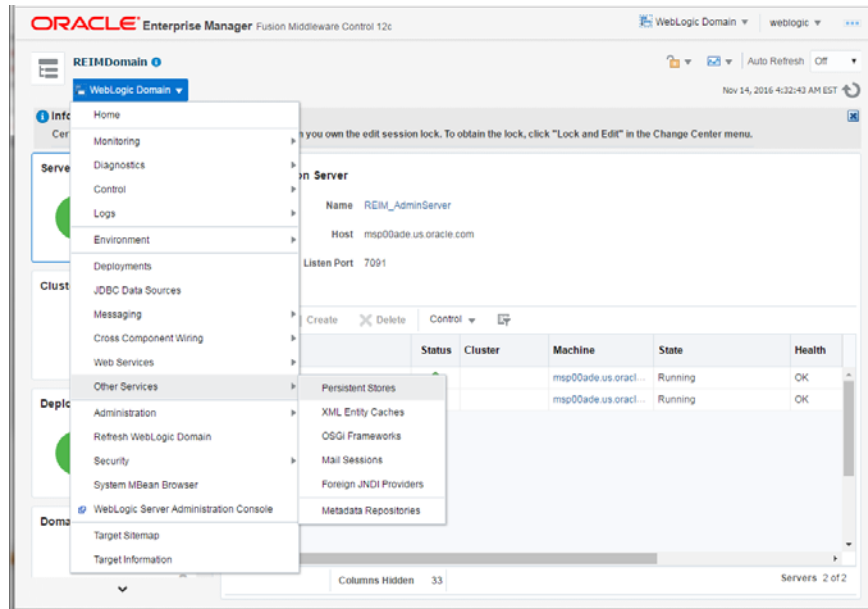 ORACLE Enterprise Manager Fusion Middleware Control 12c
WebLogic Domain weblogic
REIMDomain
Auto Refresh Off
WebLogic Domain
Nov 14, 2016 4:32:43 AM EST
Home
Monitoring
Diagnostics
Control
Logs
Environment
Deployments
JDBC Data Sources
Messaging
Cross Component Wiring
Web Services
Other Services
Administration
Refresh WebLogic Domain
Security
System MBean Browser
WebLogic Server Administration Console
Target Sitemap
Target Information
Persistent Stores
XML Entity Caches
OSGi Frameworks
Mail Sessions
Foreign JNDI Providers
Metadata Repositories
you own the edit session lock. To obtain the lock, click "Lock and Edit" in the Change Center menu.
Server
Name REIM_AdminServer
Host msp00ade.us.oracle.com
Listen Port 7091
Create Delete Control
Status Cluster Machine State Health
msp00ade.us.oracl... Running OK
msp00ade.us.oracl... Running OK
Columns Hidden 33
Servers 2 of 2